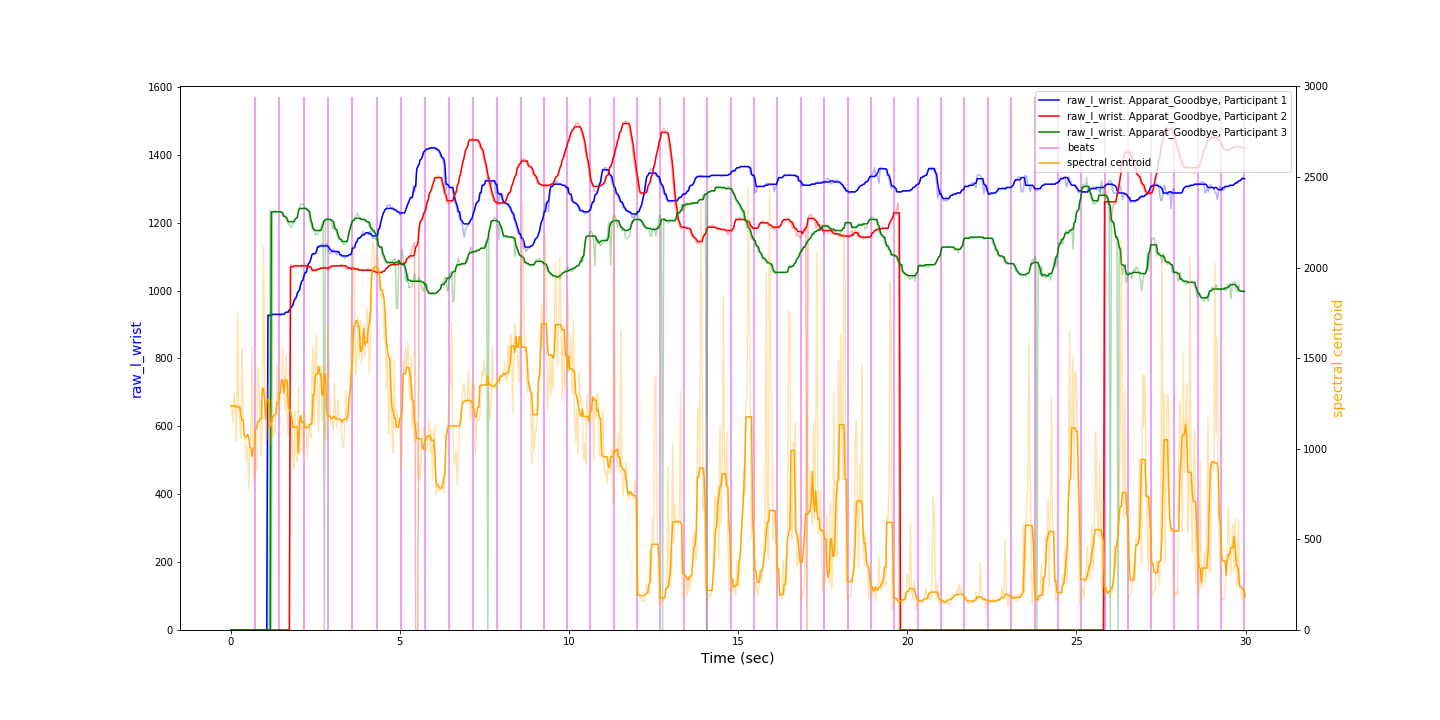 raw_l_wrist. Apparat_Goodbye, Participant 1
raw_l_wrist. Apparat_Goodbye, Participant 2
raw_l_wrist. Apparat_Goodbye, Participant 3
beats
spectral centroid
1600
1400
1200
1000
800
600
400
200
0
raw_l_wrist
3000
2500
2000
1500
1000
500
0
spectral centroid
0
5
10
15
20
25
30
Time (sec)